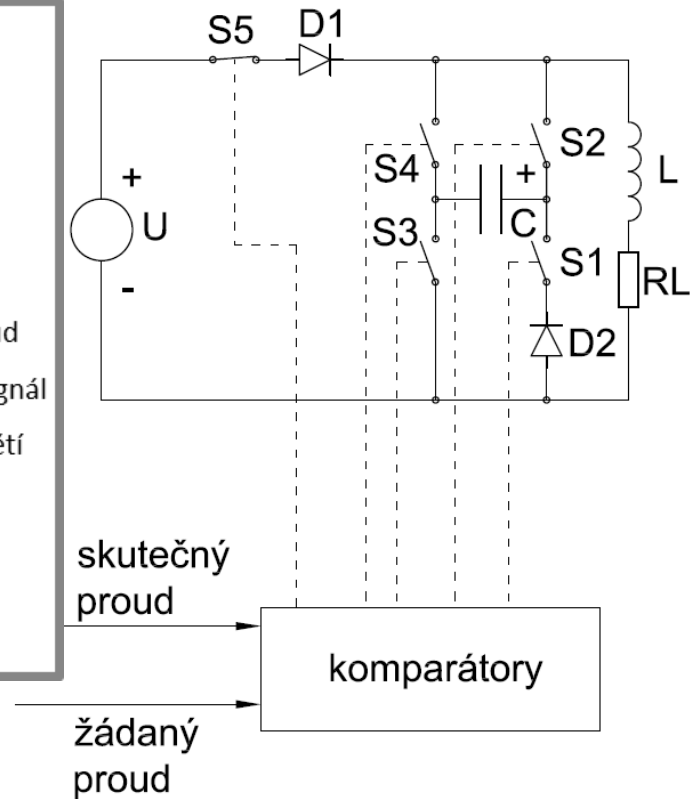 S5
D1
+
U
-
S4
S2
+
C
L
S3
S1
RL
D2
skutečný
proud
komparátory
žádaný
proud